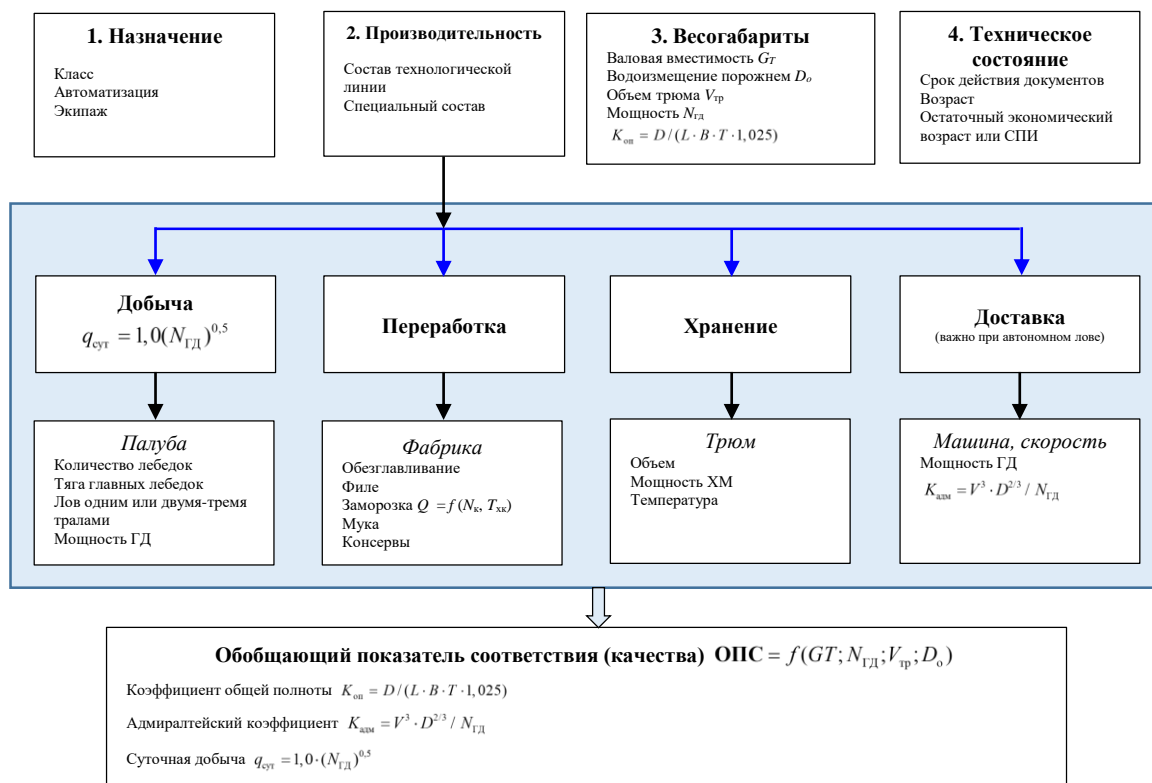 1. Назначение
Класс
Автоматизация
Экипаж
2. Производительность
Состав технологической
линии
Специальный состав
3. Весогабариты
Валовая вместимость G_T
Водоизмещение порожнем D_o
Объем трюма V_тр
Мощность N_гд
K_оп = D/(L·B·T·1,025)
4. Техническое
состояние
Срок действия документов
Возраст
Остаточный экономический
возраст или СПИ
Добыча
q_сут = 1,0(N_ГД)^0,5
Переработка
Хранение
Доставка
(важно при автономном лове)
Палуба
Количество лебедок
Тяга главных лебедок
Лов одним или двумя-тремя
тралами
Мощность ГД
Фабрика
Обезглавливание
Филе
Заморозка Q = f(N_к, T_хк)
Мука
Консервы
Трюм
Объем
Мощность ХМ
Температура
Машина, скорость
Мощность ГД
K_адм = V^3 · D^2/3 / N_ГД
Обобщающий показатель соответствия (качества) ОПС = f(GT; N_ГД; V_тр; D_о)
Коэффициент общей полноты K_оп = D/(L·B·T·1,025)
Адмиралтейский коэффициент K_адм = V^3 · D^2/3 / N_ГД
Суточная добыча q_сут = 1,0·(N_ГД)^0,5